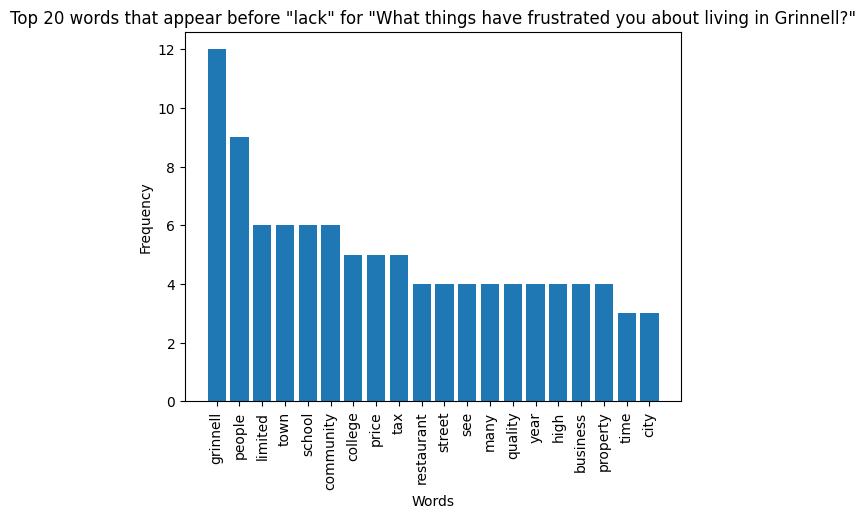 Top 20 words that appear before "lack" for "What things have frustrated you about living in Grinnell?"
12
10
8
6
4
2
0
Frequency
grinnell
people
limited
town
school
community
college
price
tax
restaurant
street
see
many
quality
year
high
business
property
time
city
Words